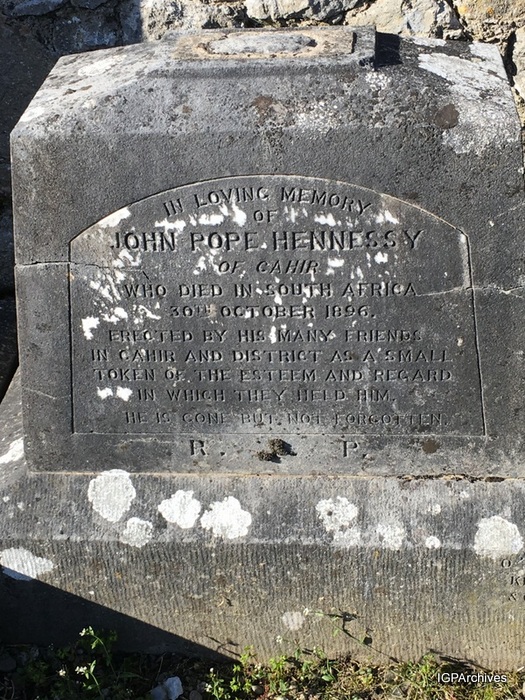 IN LOVING MEMORY
OF
JOHN POPE HENNESSY
OF CAHIR
WHO DIED IN SOUTH AFRICA
30TH OCTOBER 1896.
ERECTED BY HIS MANY FRIENDS
IN CAHIR AND DISTRICT AS A SMALL
TOKEN OF THE ESTEEM AND REGARD
IN WHICH THEY HELD HIM.
HE IS GONE BUT NOT FORGOTTEN.
R. P.
IGPArchives